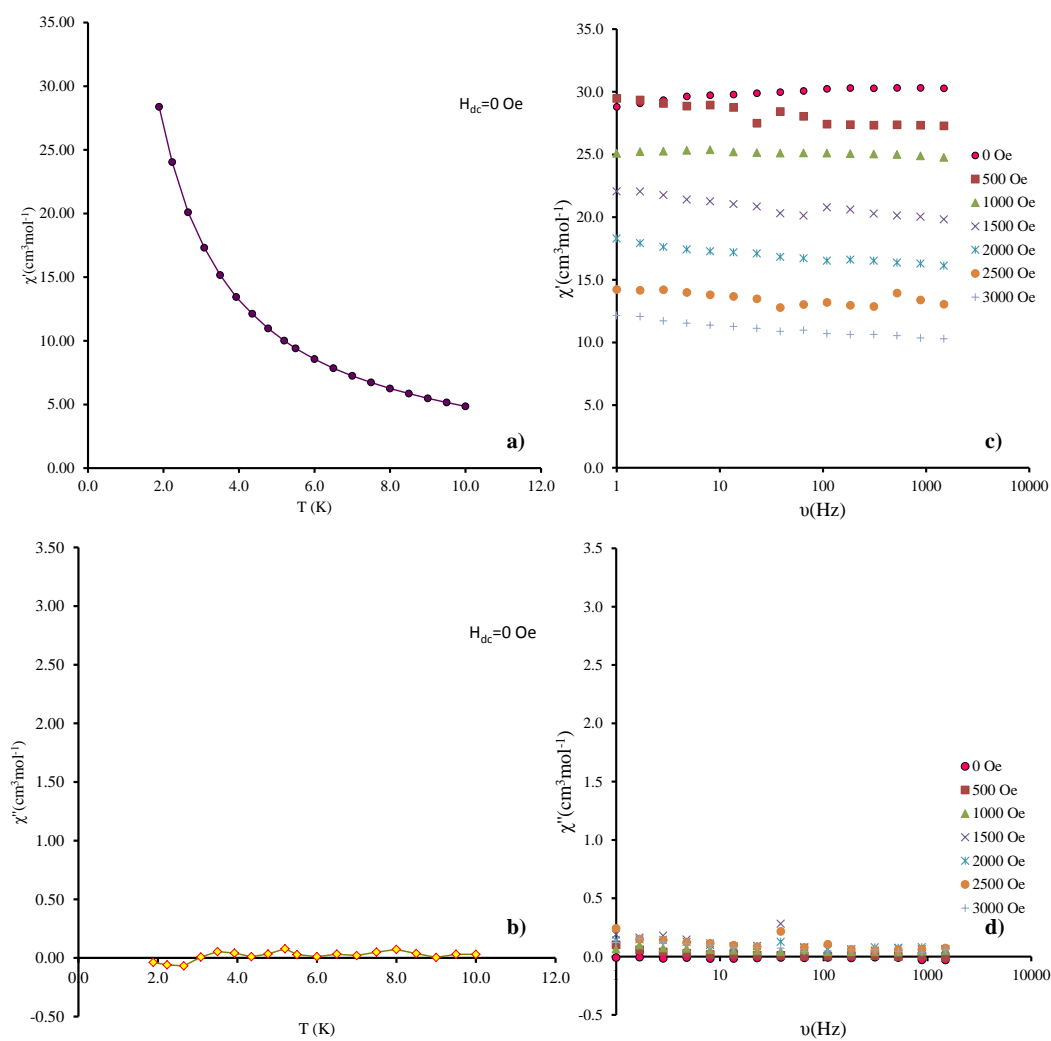 35.00
30.00
25.00
20.00
15.00
10.00
5.00
0.00
0.0
2.0
4.0
6.0
8.0
10.0
12.0
χ'(cm³mol⁻¹)
T (K)
H_dc=0 Oe
a)
35.0
30.0
25.0
20.0
15.0
10.0
5.0
0.0
1
10
100
1000
10000
χ'(cm³mol⁻¹)
υ(Hz)
0 Oe
500 Oe
1000 Oe
1500 Oe
2000 Oe
2500 Oe
3000 Oe
c)
3.50
3.00
2.50
2.00
1.50
1.00
0.50
0.00
-0.50
0.0
2.0
4.0
6.0
8.0
10.0
12.0
χ''(cm³mol⁻¹)
T (K)
H_dc=0 Oe
b)
3.5
3.0
2.5
2.0
1.5
1.0
0.5
0.0
-0.5
1
10
100
1000
10000
χ''(cm³mol⁻¹)
υ(Hz)
0 Oe
500 Oe
1000 Oe
1500 Oe
2000 Oe
2500 Oe
3000 Oe
d)